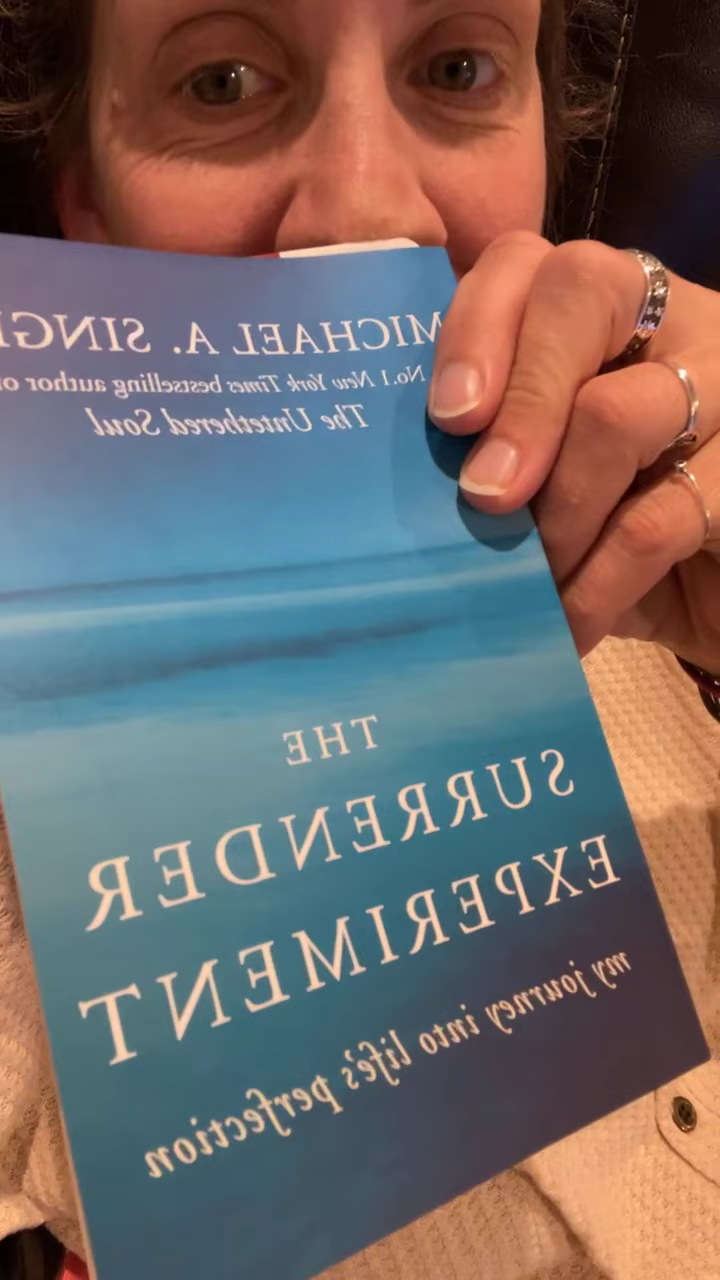 MICHAEL A. SING
No.1 New York Times bestselling author o
The Untethered Soul
THE
SURRENDER
EXPERIMENT
my journey into life's perfection